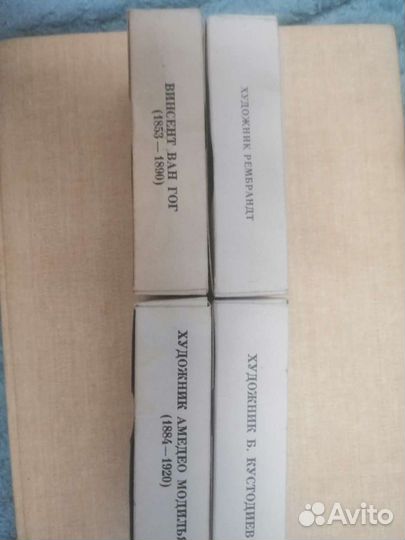 ВИНСЕНТ ВАН ГОГ
(1853—1890)
ХУДОЖНИК РЕМБРАНДТ
ХУДОЖНИК АМЕДЕО МОДИЛЬЯ
(1884—1920)
ХУДОЖНИК Б. КУСТОДИЕВ
Avito